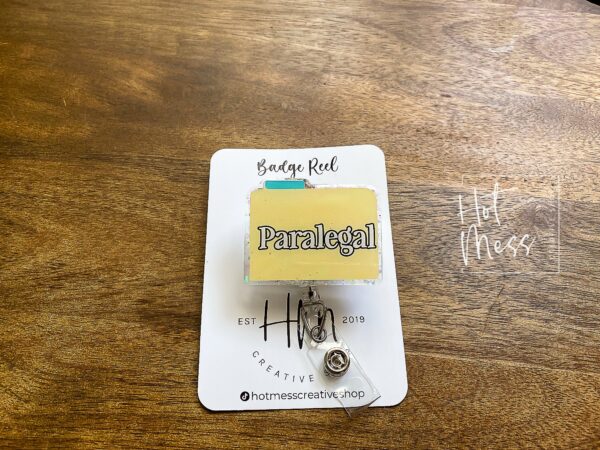 Badge Reel
Paralegal
EST Hm 2019
CREATIVE
hotmesscreativeshop
Hot
Mess